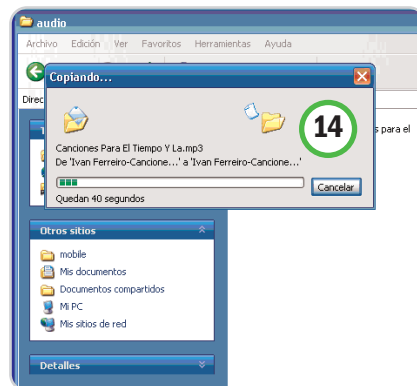 audio
Archivo Edición Ver Favoritos Herramientas Ayuda
Copiando...
Direc
14
s para el
Canciones Para El Tiempo Y La.mp3
De 'Ivan Ferreiro-Cancione...' a 'Ivan Ferreiro-Cancione...'
Cancelar
Quedan 40 segundos
Otros sitios
mobile
Mis documentos
Documentos compartidos
Mi PC
Mis sitios de red
Detalles